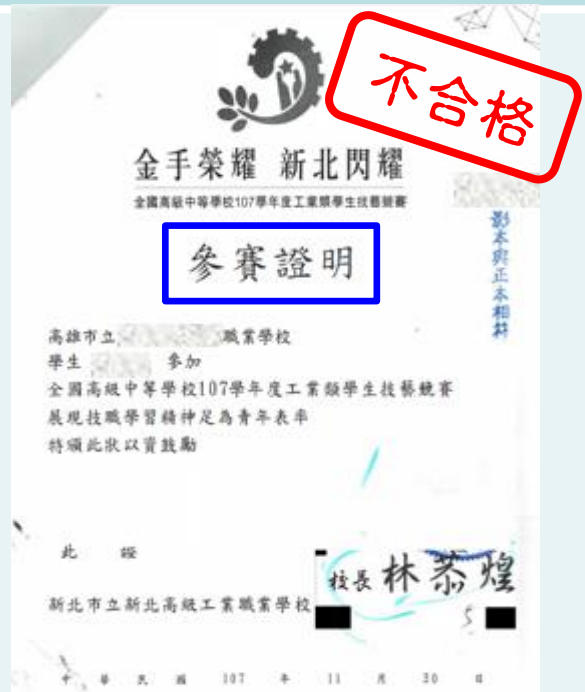 不合格
金手榮耀 新北閃耀
全國高級中等學校107學年度工業類學生技藝競賽
參賽證明
影本與正本相符
高雄市立 職業學校
學生 參加
全國高級中等學校107學年度工業類學生技藝競賽
展現技職學習精神足為青年表率
特頒此狀以資鼓勵
此 證
校長 林恭煌
新北市立新北高級工業職業學校
5
中 華 民 國 107 年 11 月 30 日